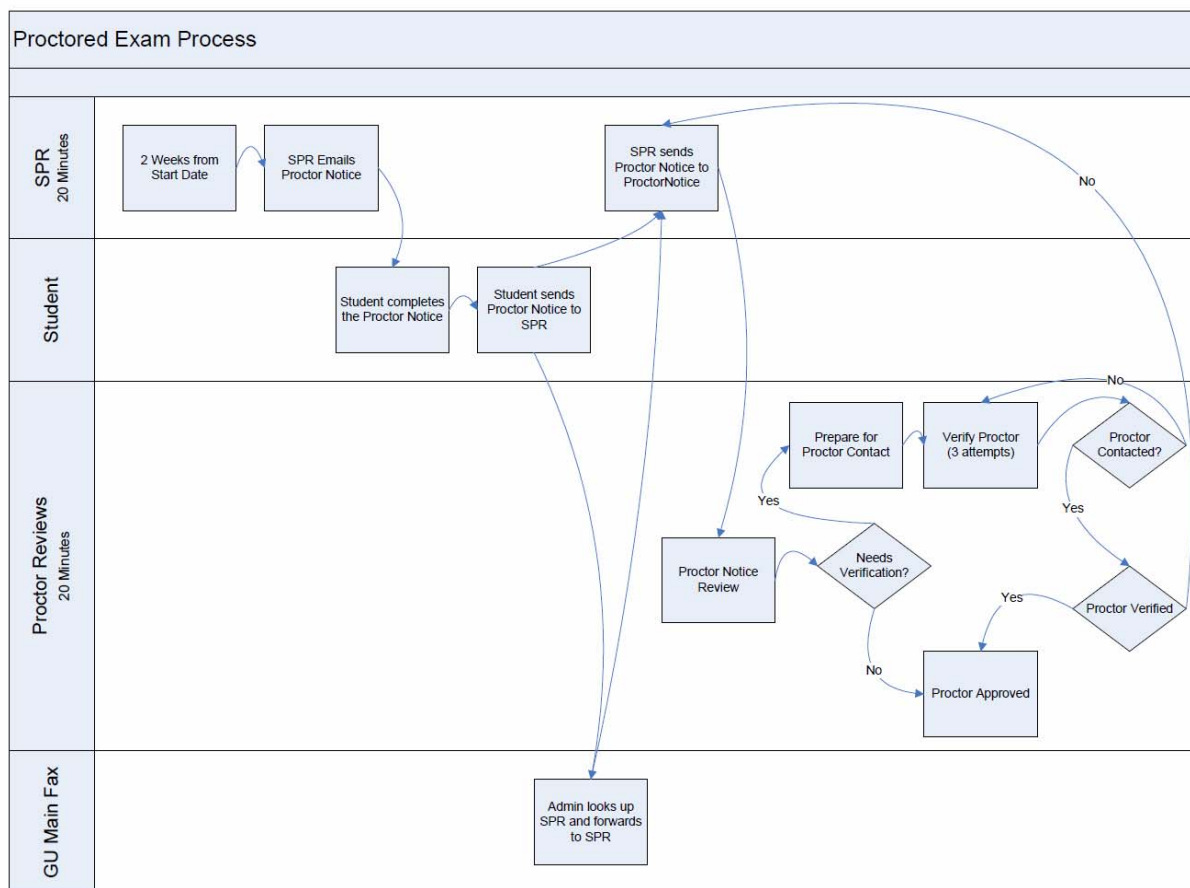 Proctored Exam Process
SPR
20 Minutes
2 Weeks from
Start Date
SPR Emails
Proctor Notice
SPR sends
Proctor Notice to
ProctorNotice
No
Student
Student completes
the Proctor Notice
Student sends
Proctor Notice to
SPR
Proctor Reviews
20 Minutes
No
Prepare for
Proctor Contact
Verify Proctor
(3 attempts)
Proctor
Contacted?
Yes
Yes
Proctor Notice
Review
Needs
Verification?
Yes
Proctor Verified
No
Proctor Approved
GU Main Fax
Admin looks up
SPR and forwards
to SPR